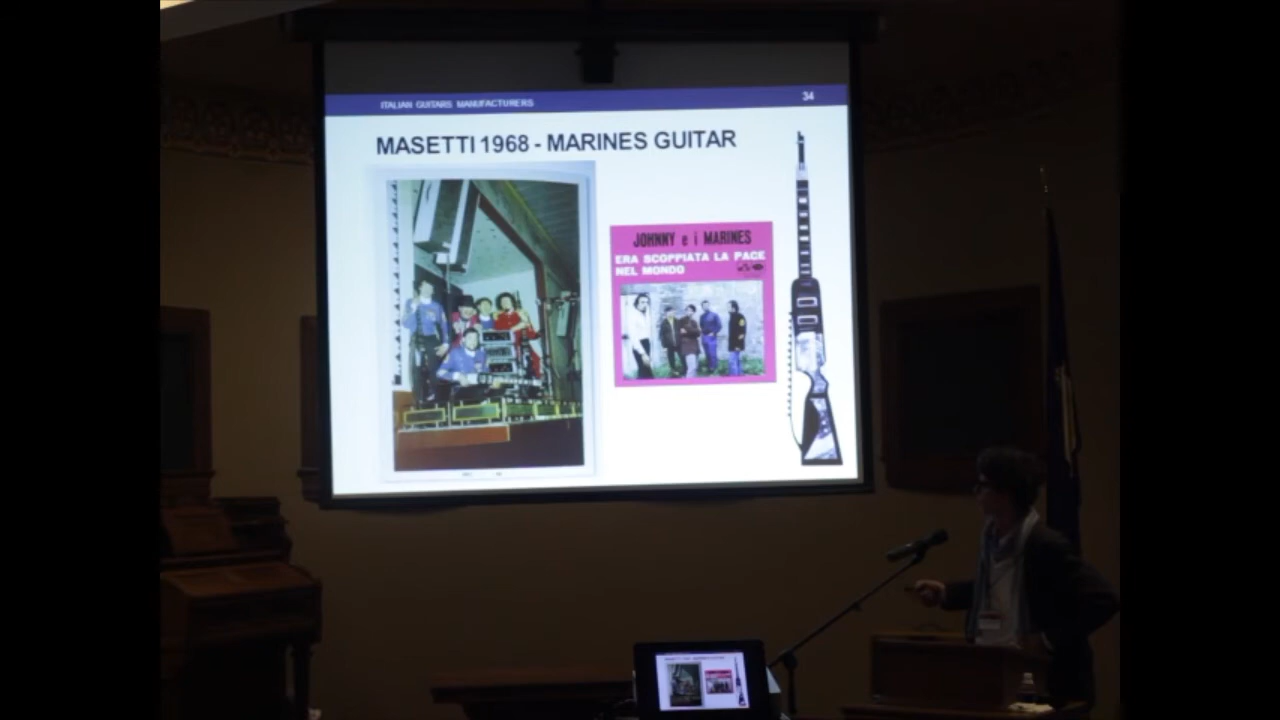 ITALIAN GUITARS MANUFACTURERS
34
MASETTI 1968 - MARINES GUITAR
JOHNNY e i MARINES
ERA SCOPPIATA LA PACE
NEL MONDO